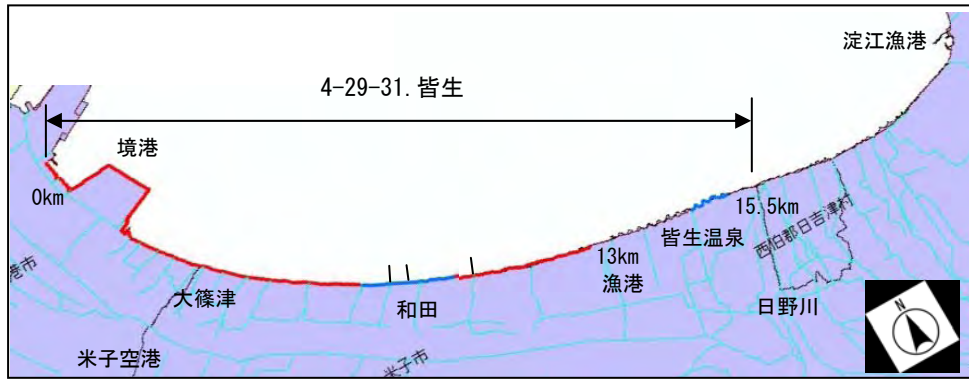 淀江漁港
4-29-31. 皆生
境港
0km
15.5km
西伯郡日吉津村
皆生温泉
13km
漁港
日野川
港市
大篠津
和田
米子空港
米子市
N